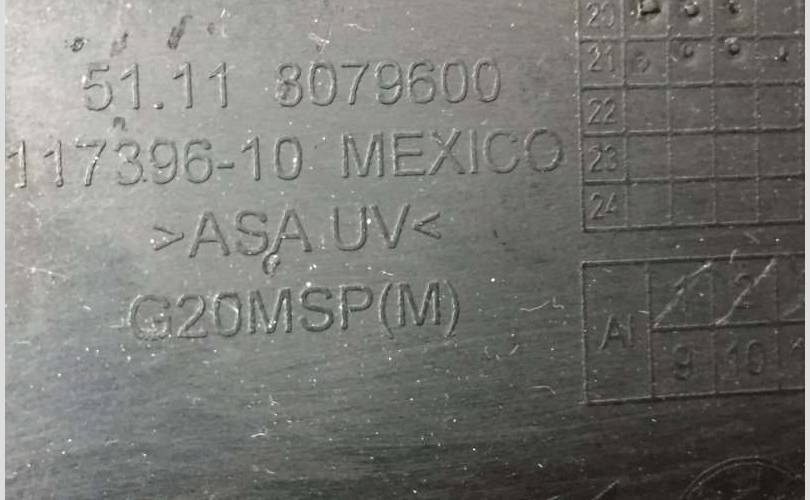 51.11 8079600
117396-10 MEXICO
>ASA UV<
G20MSP(M)
20
21
22
23
24
AI 1 2
9 10